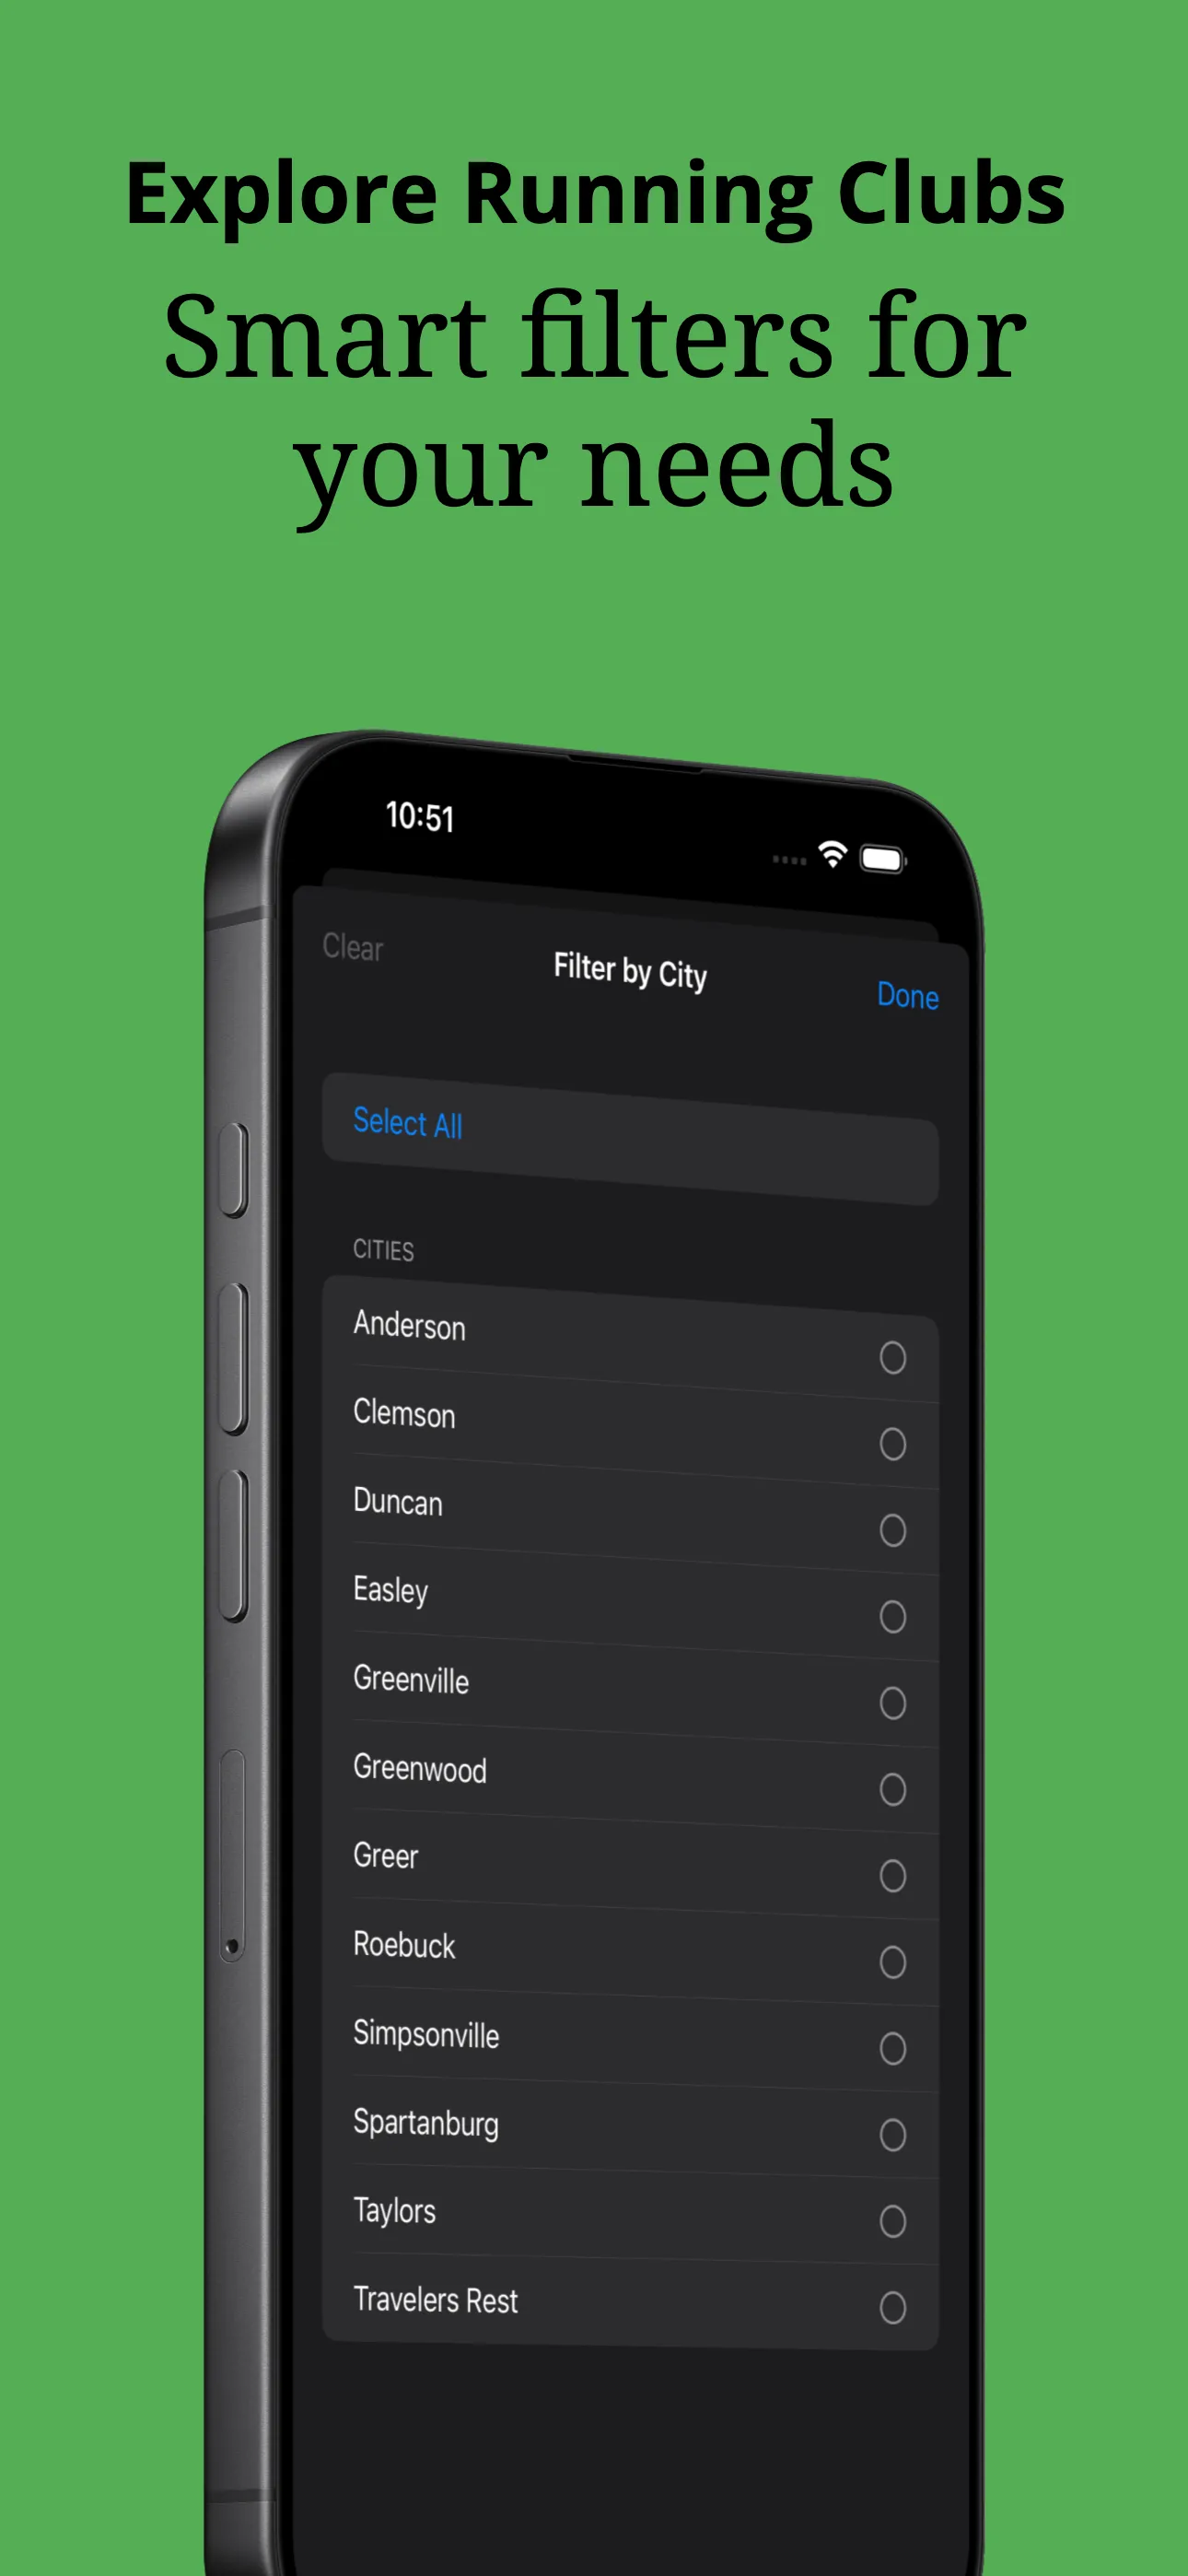 Explore Running Clubs
Smart filters for
your needs
10:51
Clear
Filter by City
Done
Select All
CITIES
Anderson
Clemson
Duncan
Easley
Greenville
Greenwood
Greer
Roebuck
Simpsonville
Spartanburg
Taylors
Travelers Rest